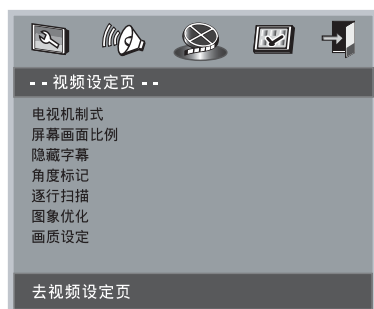 - - 视频设定页 - -
电视机制式
屏幕画面比例
隐藏字幕
角度标记
逐行扫描
图象优化
画质设定
去视频设定页